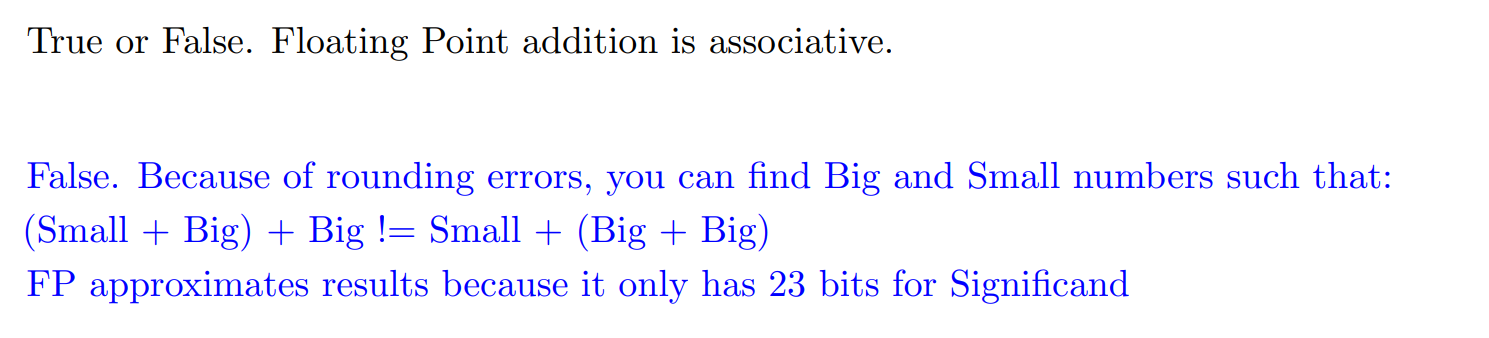 True or False. Floating Point addition is associative.
False. Because of rounding errors, you can find Big and Small numbers such that:
(Small + Big) + Big != Small + (Big + Big)
FP approximates results because it only has 23 bits for Significand